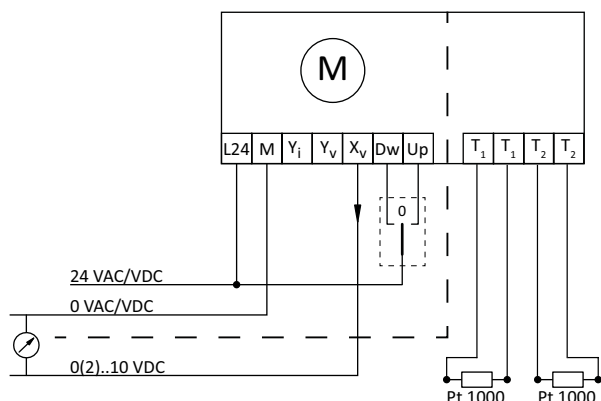 M
L24 M Yi Yv Xv Dw Up T1 T1 T2 T2
0
24 VAC/VDC
0 VAC/VDC
0(2)..10 VDC
Pt 1000 Pt 1000